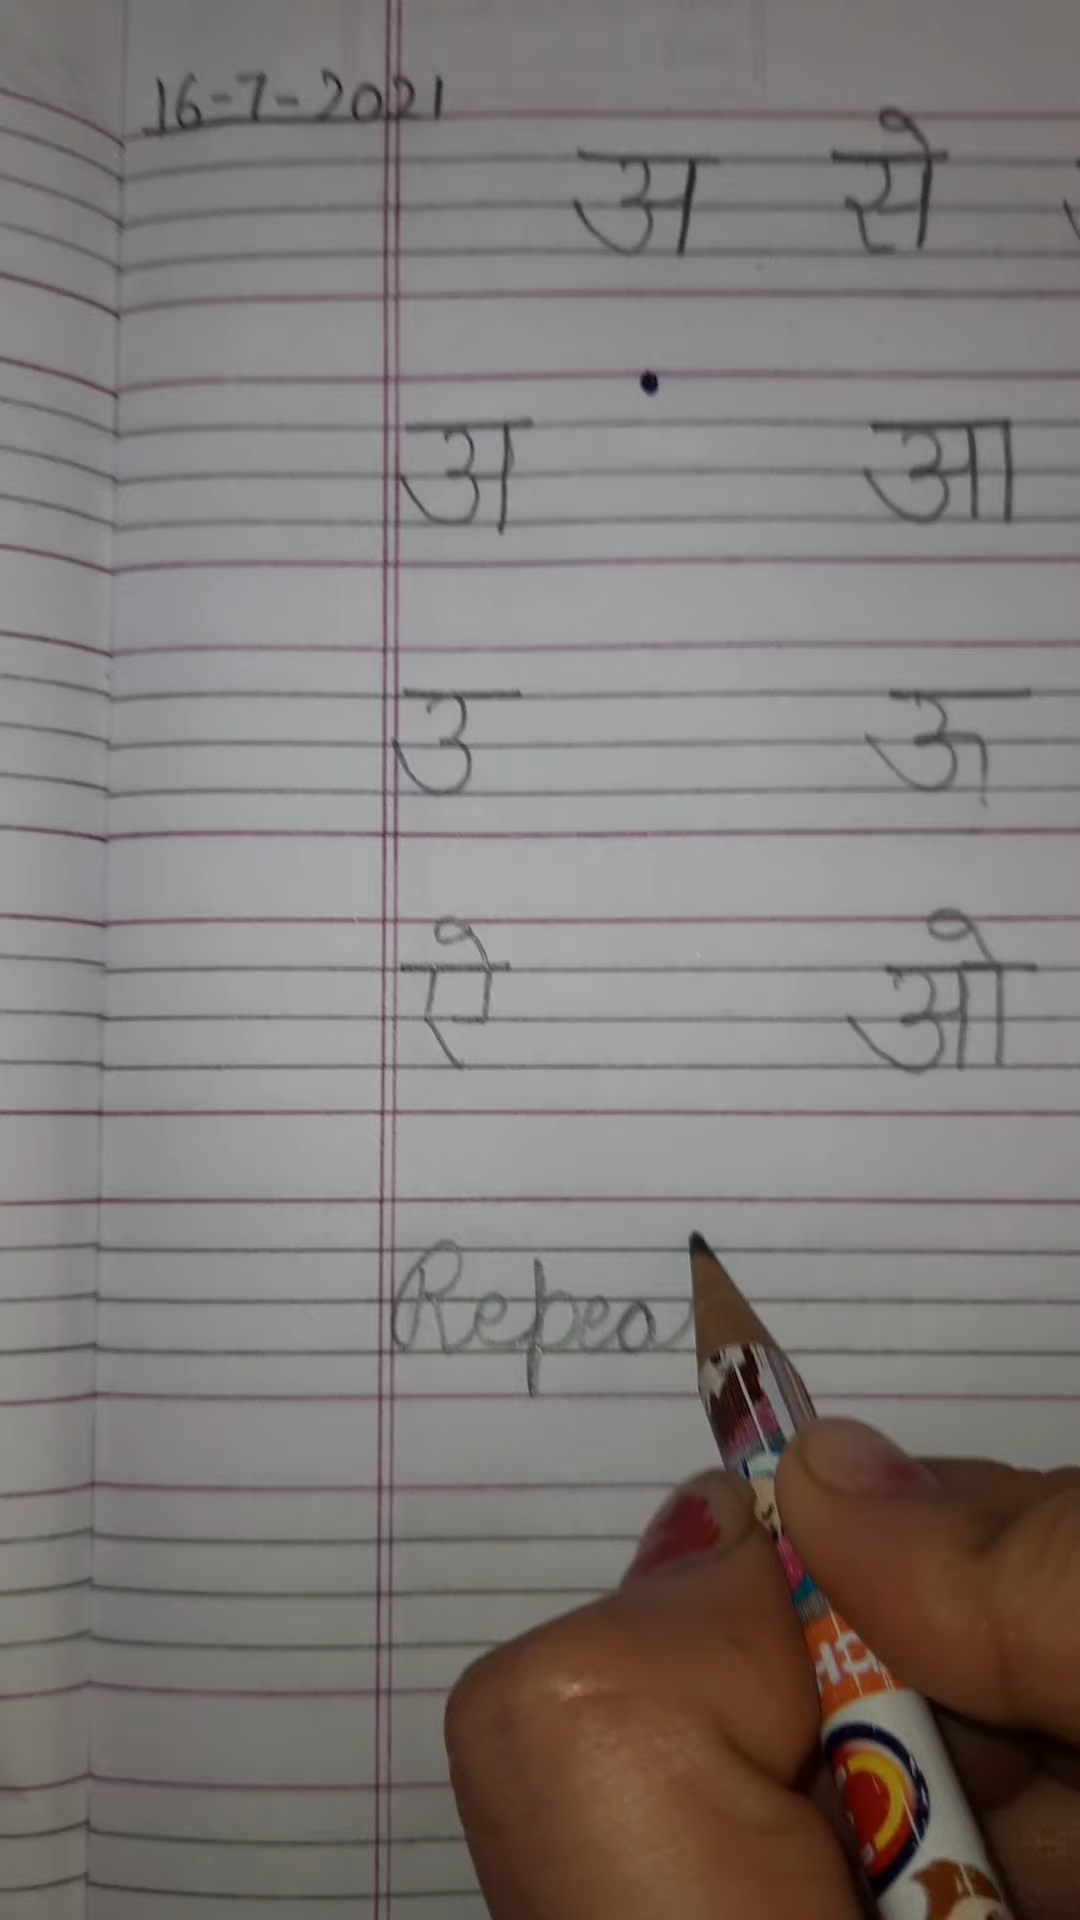 16-7-2021
अ से
अ आ
उ ऊ
ऐ ओ
Repea